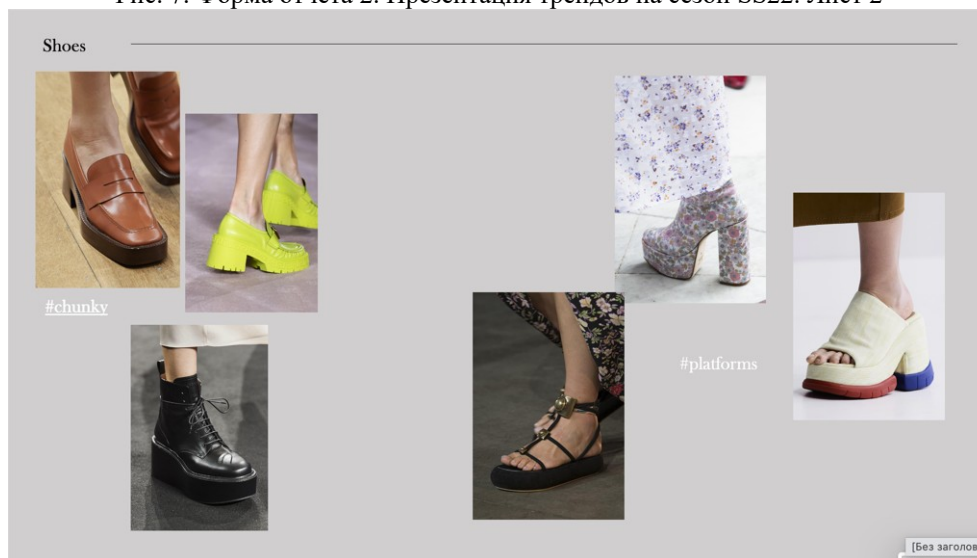 Рис. 7. Форма отчета 2. Презентация трендов на сезон SS22. Лист 2
Shoes
#chunky
#platforms
[Без заголов